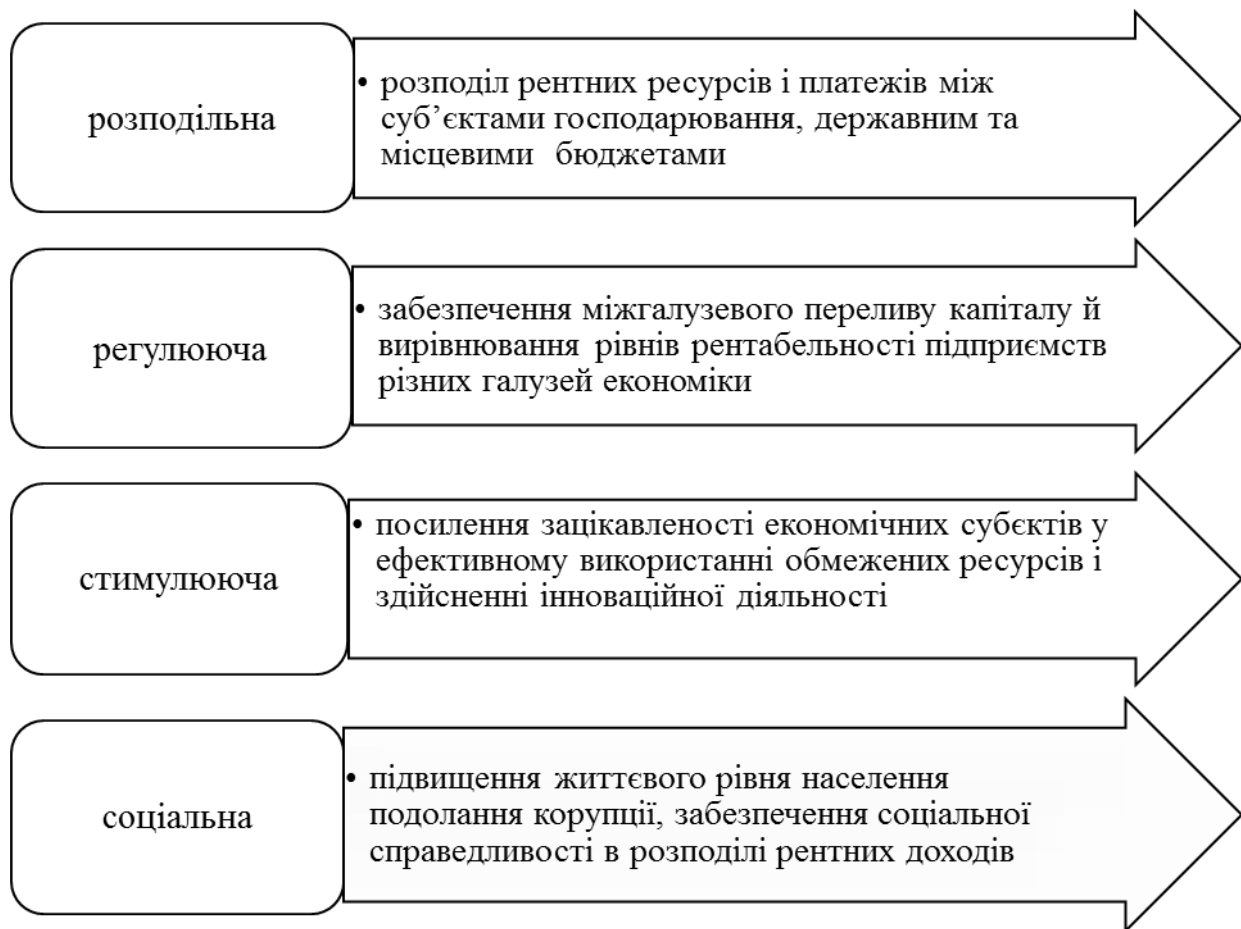 розподільна
• розподіл рентних ресурсів і платежів між
суб’єктами господарювання, державним та
місцевими бюджетами
регулююча
• забезпечення міжгалузевого переливу капіталу й
вирівнювання рівнів рентабельності підприємств
різних галузей економіки
стимулююча
• посилення зацікавленості економічних субєктів у
ефективному використанні обмежених ресурсів і
здійсненні інноваційної діяльності
соціальна
• підвищення життєвого рівня населення
подолання корупції, забезпечення соціальної
справедливості в розподілі рентних доходів